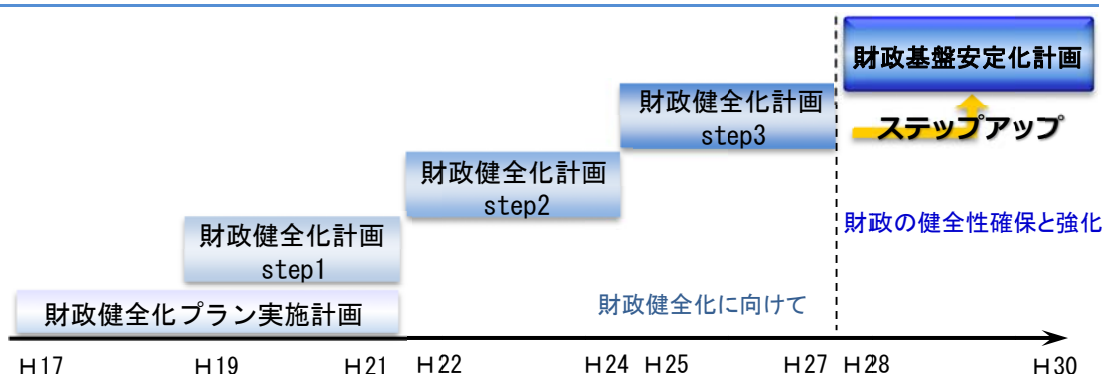 財政基盤安定化計画
ステップアップ
財政健全化計画
step3
財政健全化計画
step2
財政の健全性確保と強化
財政健全化計画
step1
財政健全化に向けて
財政健全化プラン実施計画
H17 H19 H21 H22 H24 H25 H27 H28 H30